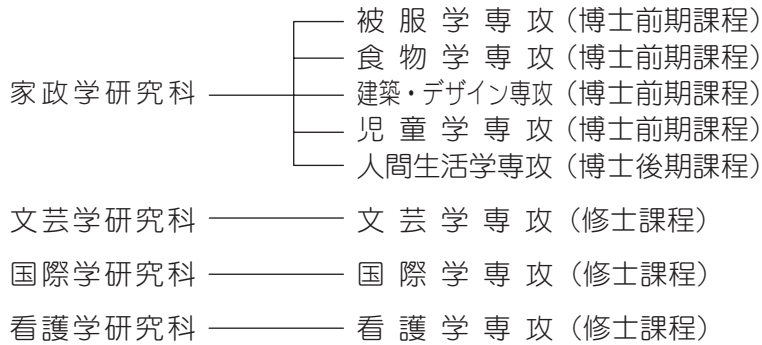 被服学専攻（博士前期課程）
食物学専攻（博士前期課程）
家政学研究科 建築・デザイン専攻（博士前期課程）
児童学専攻（博士前期課程）
人間生活学専攻（博士後期課程）
文芸学研究科 文芸学専攻（修士課程）
国際学研究科 国際学専攻（修士課程）
看護学研究科 看護学専攻（修士課程）